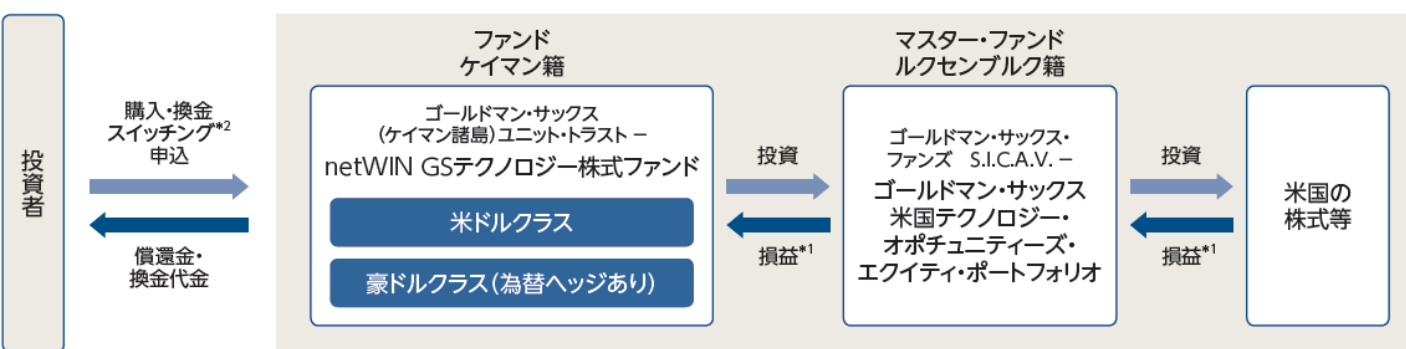 投資者
購入・換金
スイッチング*2
申込
償還金・
換金代金
ファンド
ケイマン籍
ゴールドマン・サックス
(ケイマン諸島)ユニット・トラスト －
netWIN GSテクノロジー株式ファンド
米ドルクラス
豪ドルクラス(為替ヘッジあり)
投資
損益*1
マスター・ファンド
ルクセンブルク籍
ゴールドマン・サックス・
ファンズ S.I.C.A.V. －
ゴールドマン・サックス
米国テクノロジー・
オポチュニティーズ・
エクイティ・ポートフォリオ
投資
損益*1
米国の
株式等